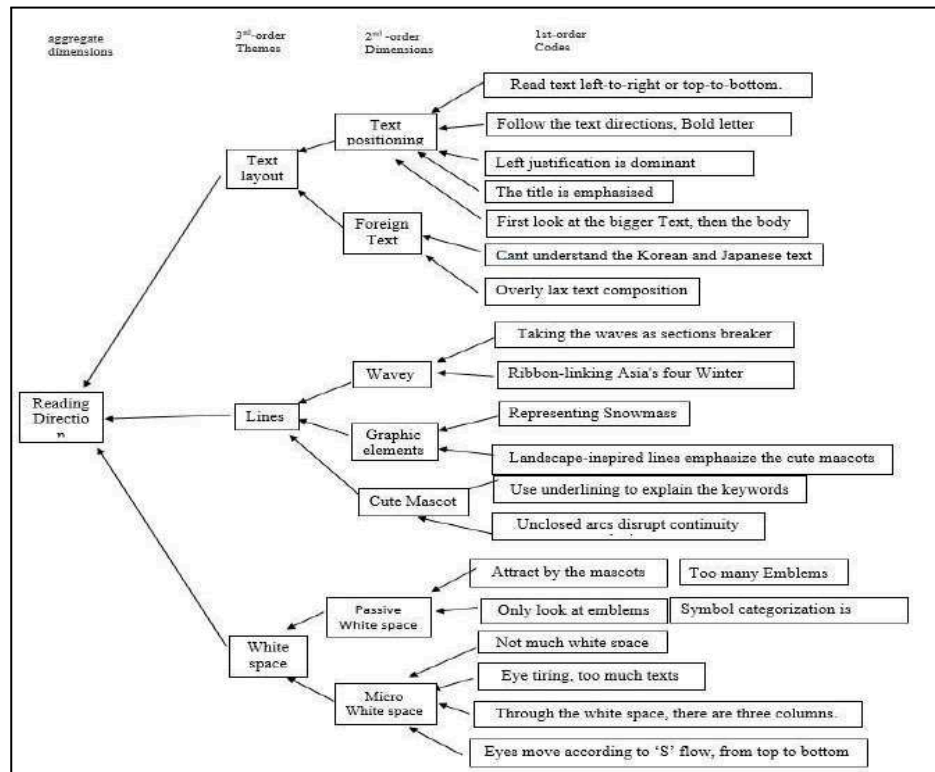 aggregate
dimensions
3rd-order
Themes
2nd -order
Dimensions
1st-order
Codes
Read text left-to-right or top-to-bottom.
Text
positioning
Follow the text directions, Bold letter
Text
layout
Left justification is dominant
The title is emphasised
Foreign
Text
First look at the bigger Text, then the body
Cant understand the Korean and Japanese text
Overly lax text composition
Taking the waves as sections breaker
Wavey
Ribbon-linking Asia's four Winter
Reading
Directio
n
Lines
Representing Snowmass
Graphic
elements
Landscape-inspired lines emphasize the cute mascots
Cute Mascot
Use underlining to explain the keywords
Unclosed arcs disrupt continuity
Attract by the mascots
Too many Emblems
Passive
White space
Only look at emblems
Symbol categorization is
White
space
Not much white space
Eye tiring, too much texts
Micro
White space
Through the white space, there are three columns.
Eyes move according to ‘S’ flow, from top to bottom